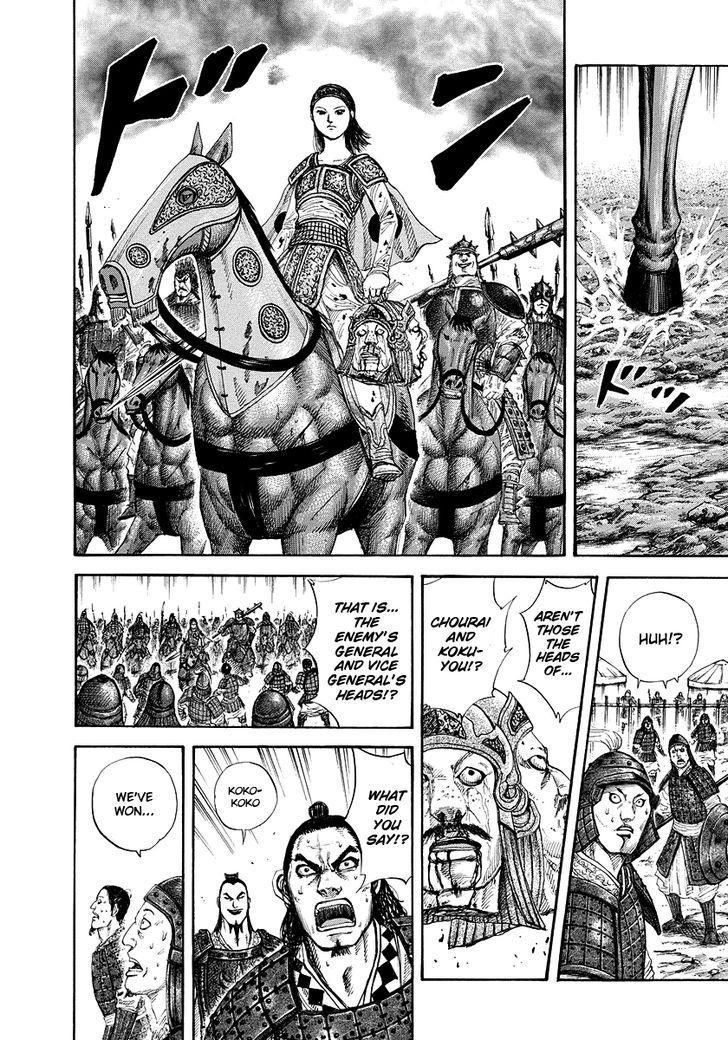 ドッ
ドン
HUH!?
AREN'T
THOSE
THE
HEADS
OF...
CHOURAI
AND
KOKU-
YOU!?
THAT IS...
THE
ENEMY'S
GENERAL
AND VICE
GENERAL'S
HEADS!?
WHAT
DID
YOU
SAY!?
KOKO-
KOKO
WE'VE
WON...